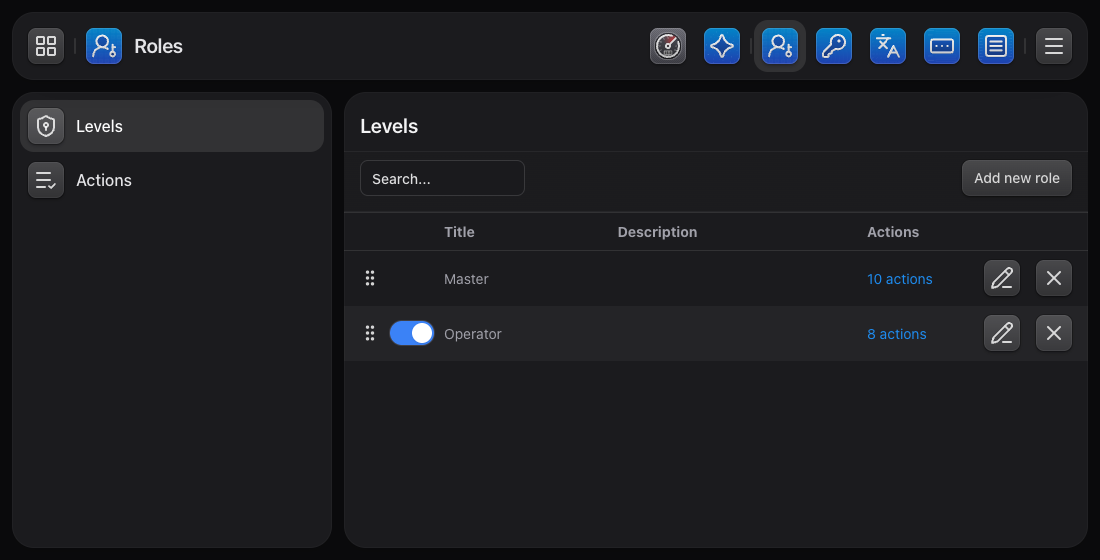 Roles
Levels
Actions
Levels
Search...
Add new role
Title Description Actions
Master 10 actions
Operator 8 actions